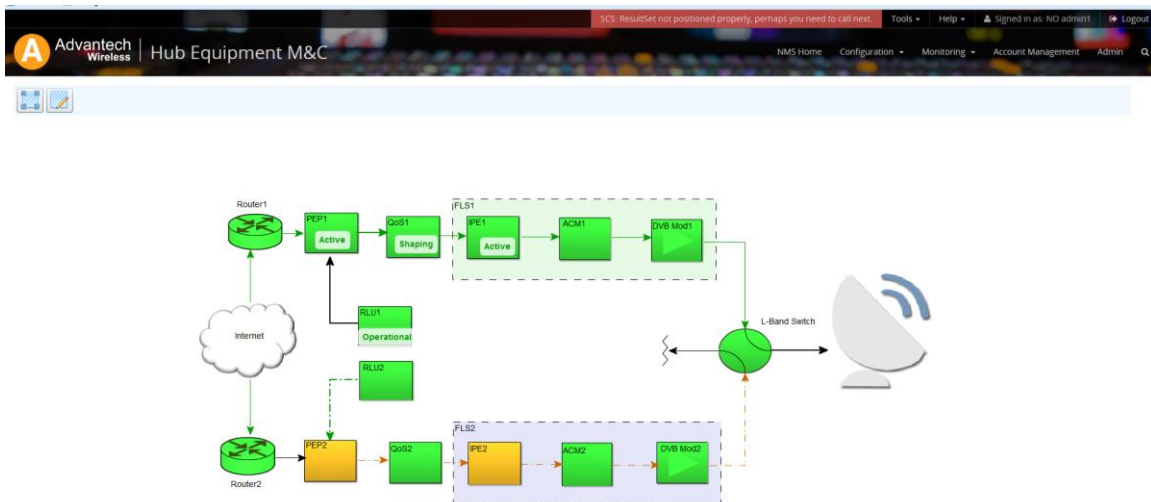 SCS: ResultSet not positioned properly, perhaps you need to call next.
Tools
Help
Signed in as: NO admin1
Logout
A
Advantech
Wireless
Hub Equipment M&C
NMS Home
Configuration
Monitoring
Account Management
Admin
Router1
PEP1
Active
QoS1
Shaping
FLS1
IPE1
Active
ACM1
DVB Mod1
RLU1
Operational
Internet
L-Band Switch
RLU2
PEP2
QoS2
FLS2
IPE2
ACM2
DVB Mod2
Router2